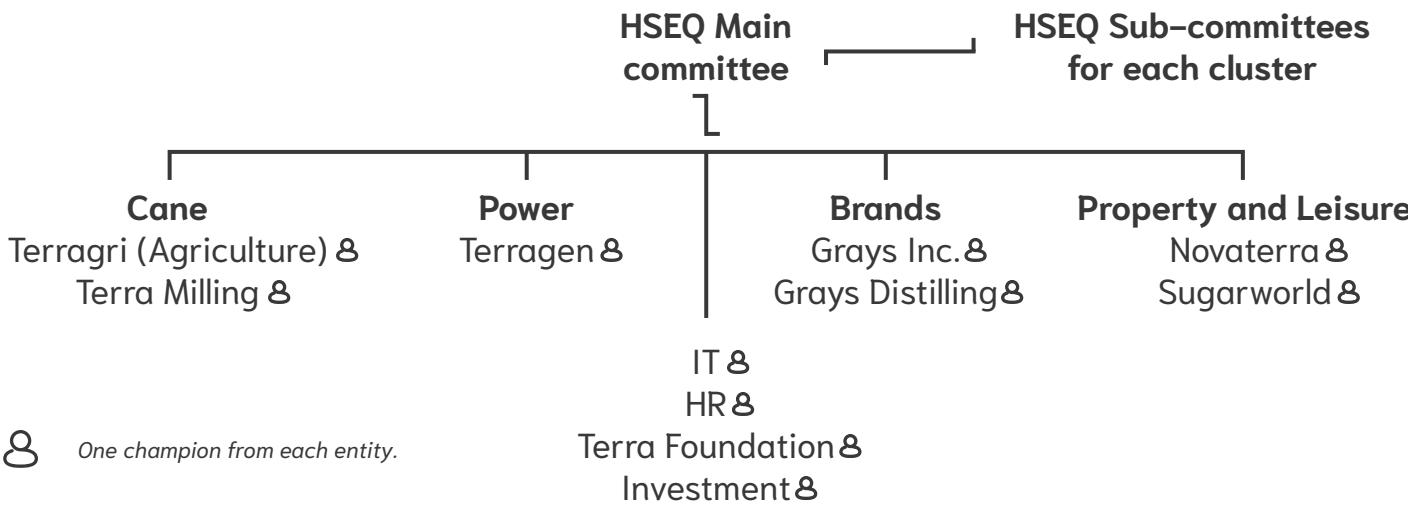 HSEQ Main
committee
HSEQ Sub-committees
for each cluster
Cane
Terragri (Agriculture)
Terra Milling
Power
Terragen
Brands
Grays Inc.
Grays Distilling
Property and Leisure
Novaterra
Sugarworld
IT
HR
Terra Foundation
Investment
One champion from each entity.